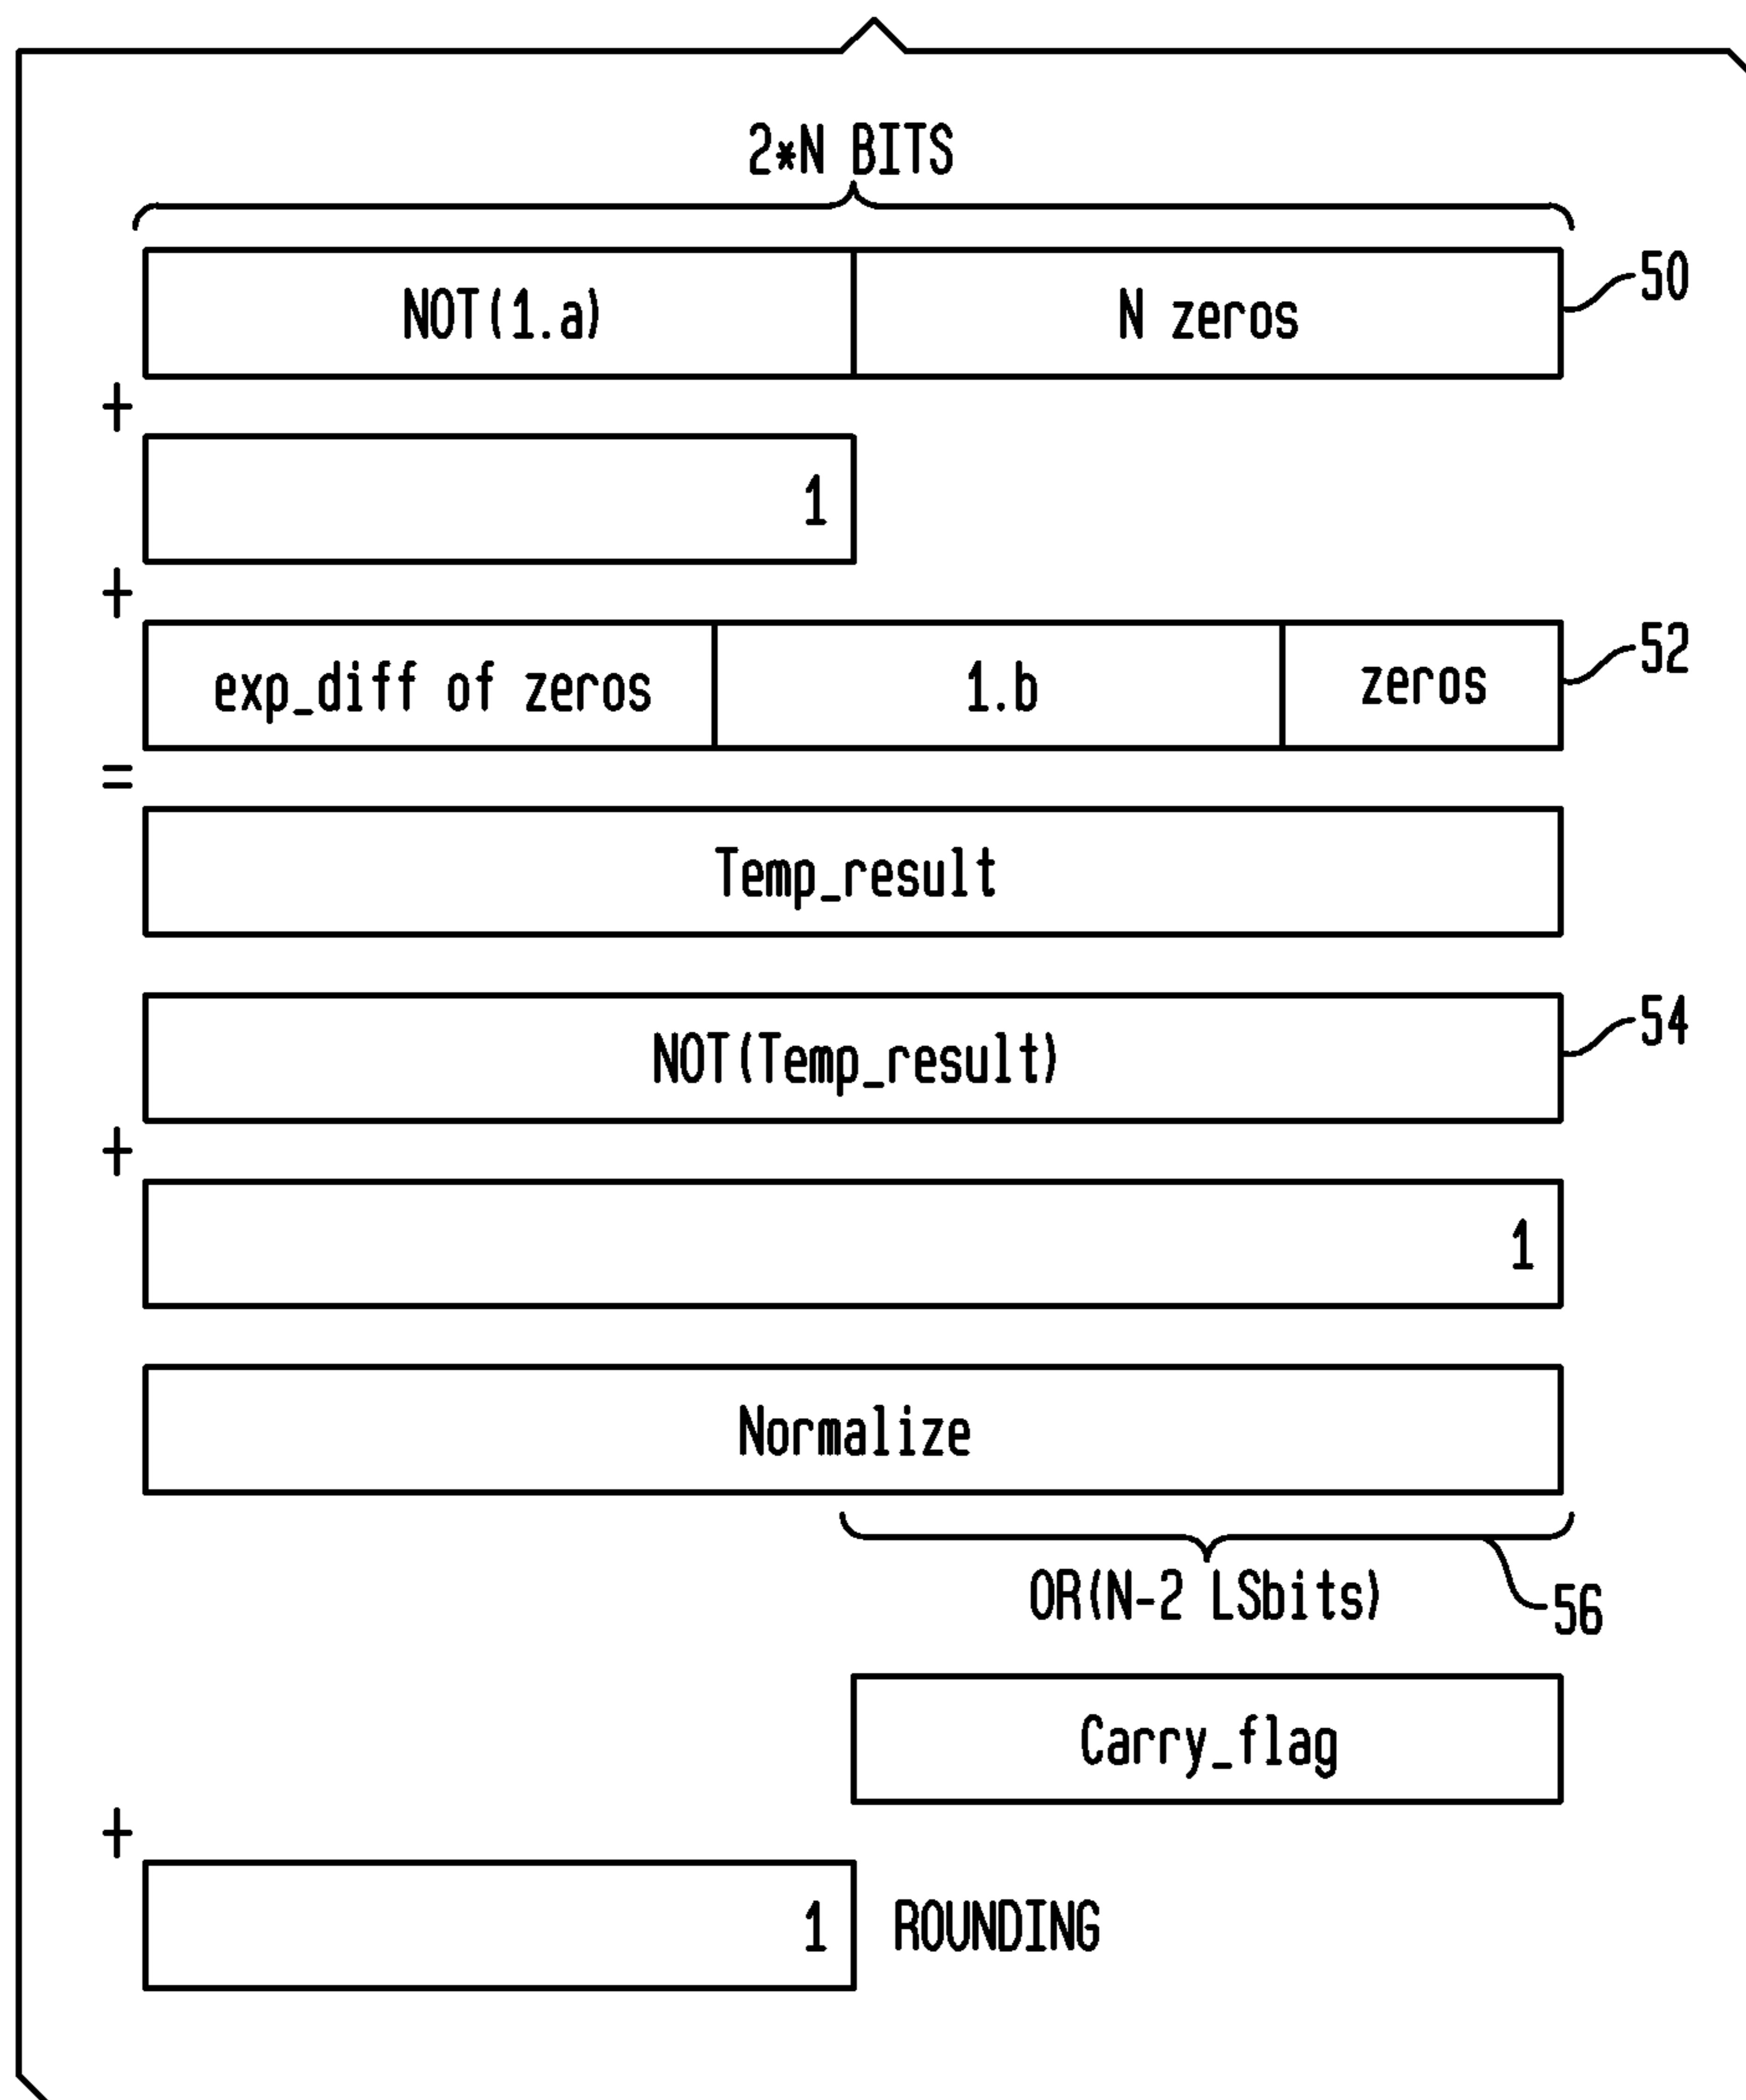 2*N BITS
NOT(1.a) N zeros 50
+
1
+
exp_diff of zeros 1.b zeros 52
=
Temp_result
NOT(Temp_result) 54
+
1
Normalize
OR(N-2 LSbits) 56
Carry_flag
+
1 ROUNDING